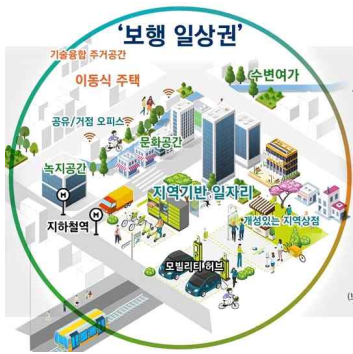 ‘보행 일상권’
기술융합 주거공간
이동식 주택
수변여가
공유/거점 오피스
문화공간
녹지공간
지역기반 일자리
지하철역
개성있는 지역상점
모빌리티 허브